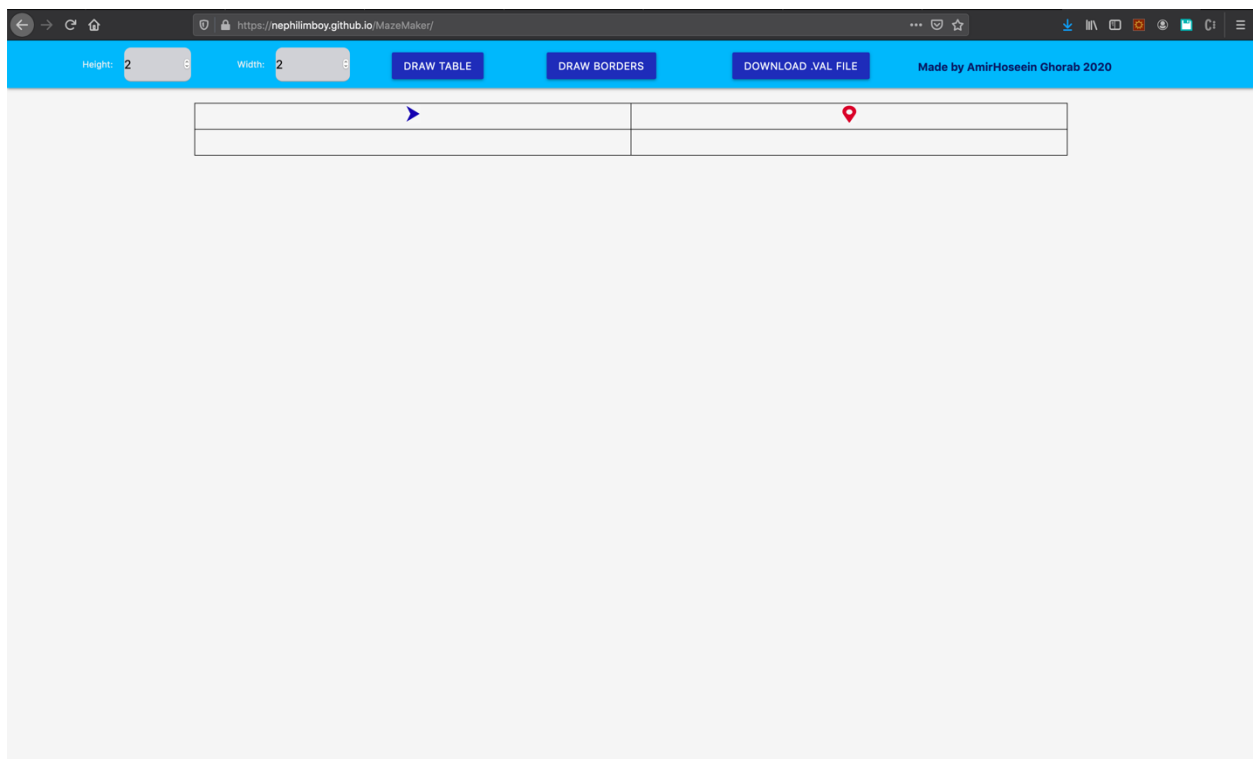 https://nephilimboy.github.io/MazeMaker/
Height: 2 Width: 2 DRAW TABLE DRAW BORDERS DOWNLOAD .VAL FILE Made by AmirHoseein Ghorab 2020